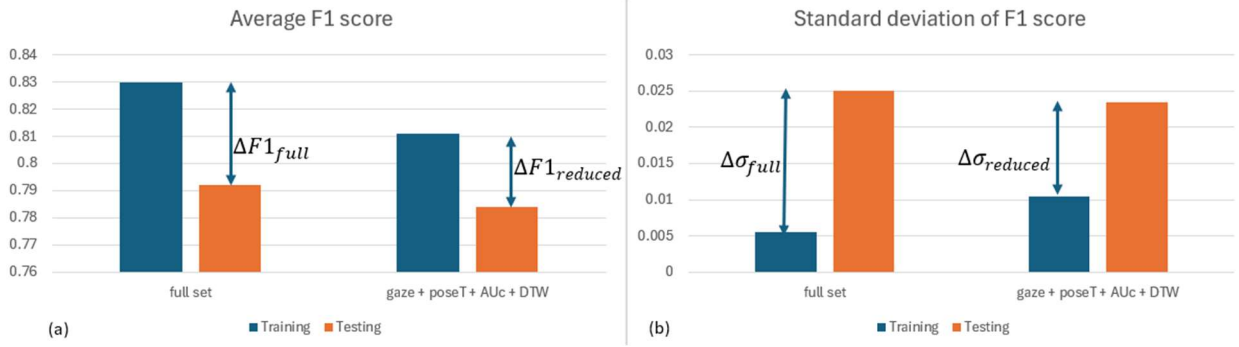 Average F1 score
0.84
0.83
0.82
0.81
0.8
0.79
0.78
0.77
0.76
ΔF1full
ΔF1reduced
full set
gaze + poseT + AUc + DTW
(a)
Training Testing
Standard deviation of F1 score
0.03
0.025
0.02
0.015
0.01
0.005
0
Δσfull
Δσreduced
full set
gaze + poseT + AUc + DTW
(b)
Training Testing